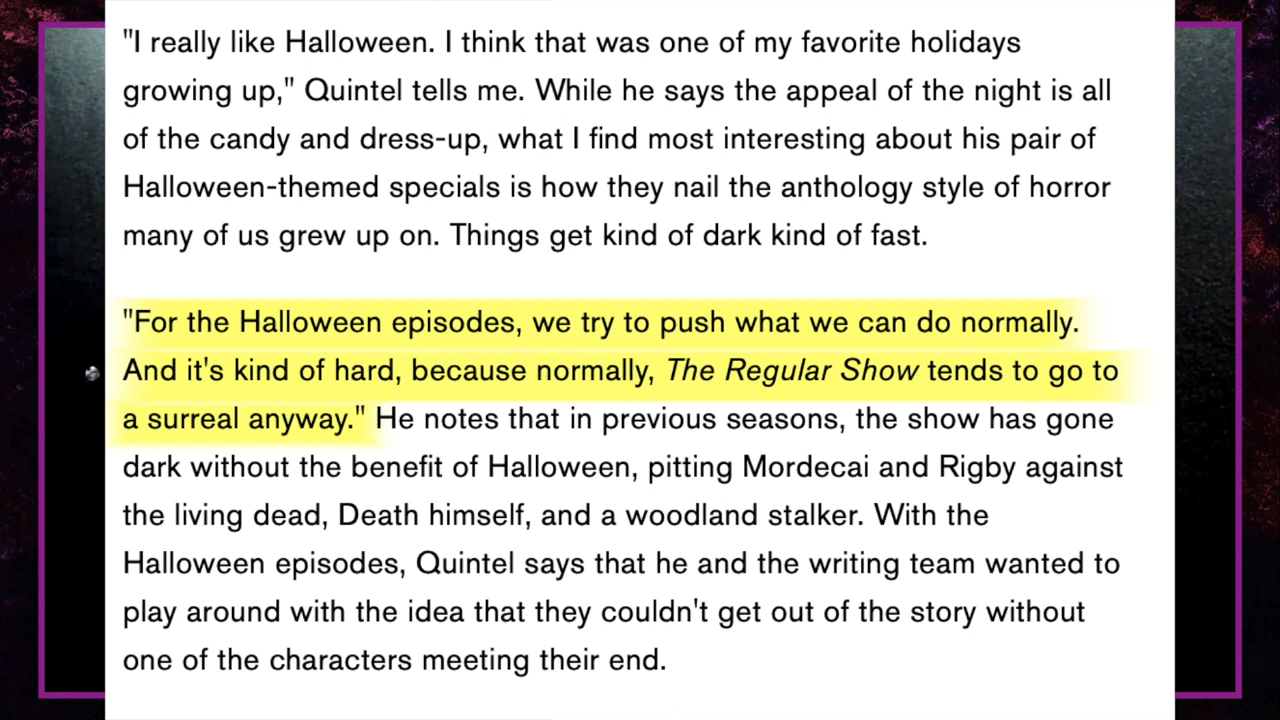 "I really like Halloween. I think that was one of my favorite holidays
growing up," Quintel tells me. While he says the appeal of the night is all
of the candy and dress-up, what I find most interesting about his pair of
Halloween-themed specials is how they nail the anthology style of horror
many of us grew up on. Things get kind of dark kind of fast.
"For the Halloween episodes, we try to push what we can do normally.
And it's kind of hard, because normally, The Regular Show tends to go to
a surreal anyway." He notes that in previous seasons, the show has gone
dark without the benefit of Halloween, pitting Mordecai and Rigby against
the living dead, Death himself, and a woodland stalker. With the
Halloween episodes, Quintel says that he and the writing team wanted to
play around with the idea that they couldn't get out of the story without
one of the characters meeting their end.